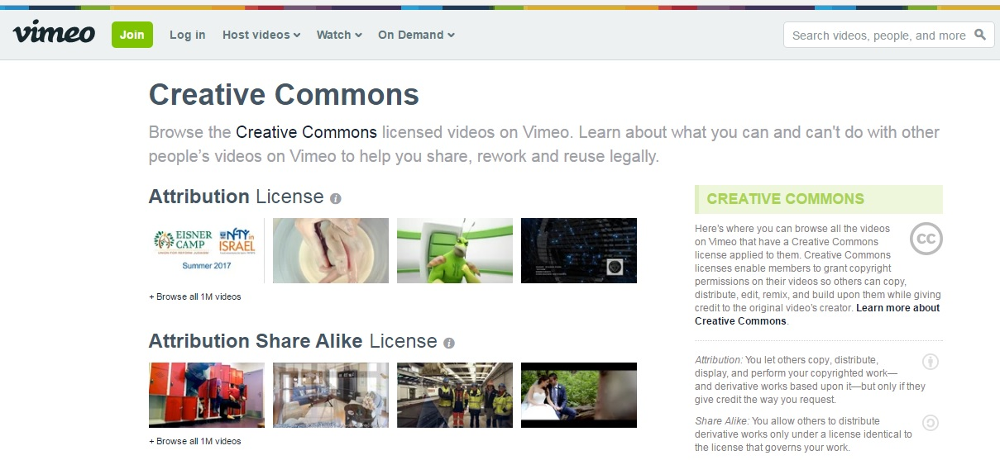 vimeo
Join
Log in
Host videos
Watch
On Demand
Search videos, people, and more
Creative Commons
Browse the Creative Commons licensed videos on Vimeo. Learn about what you can and can't do with other
people’s videos on Vimeo to help you share, rework and reuse legally.
Attribution License
EISNER
CAMP
NFTY in
ISRAEL
Summer 2017
+ Browse all 1M videos
Attribution Share Alike License
+ Browse all 1M videos
CREATIVE COMMONS
Here’s where you can browse all the videos
on Vimeo that have a Creative Commons
license applied to them. Creative Commons
licenses enable members to grant copyright
permissions on their videos so others can copy,
distribute, edit, remix, and build upon them while giving
credit to the original video’s creator. Learn more about
Creative Commons.
cc
Attribution: You let others copy, distribute,
display, and perform your copyrighted work—
and derivative works based upon it—but only if they
give credit the way you request.
Share Alike: You allow others to distribute
derivative works only under a license identical to
the license that governs your work.